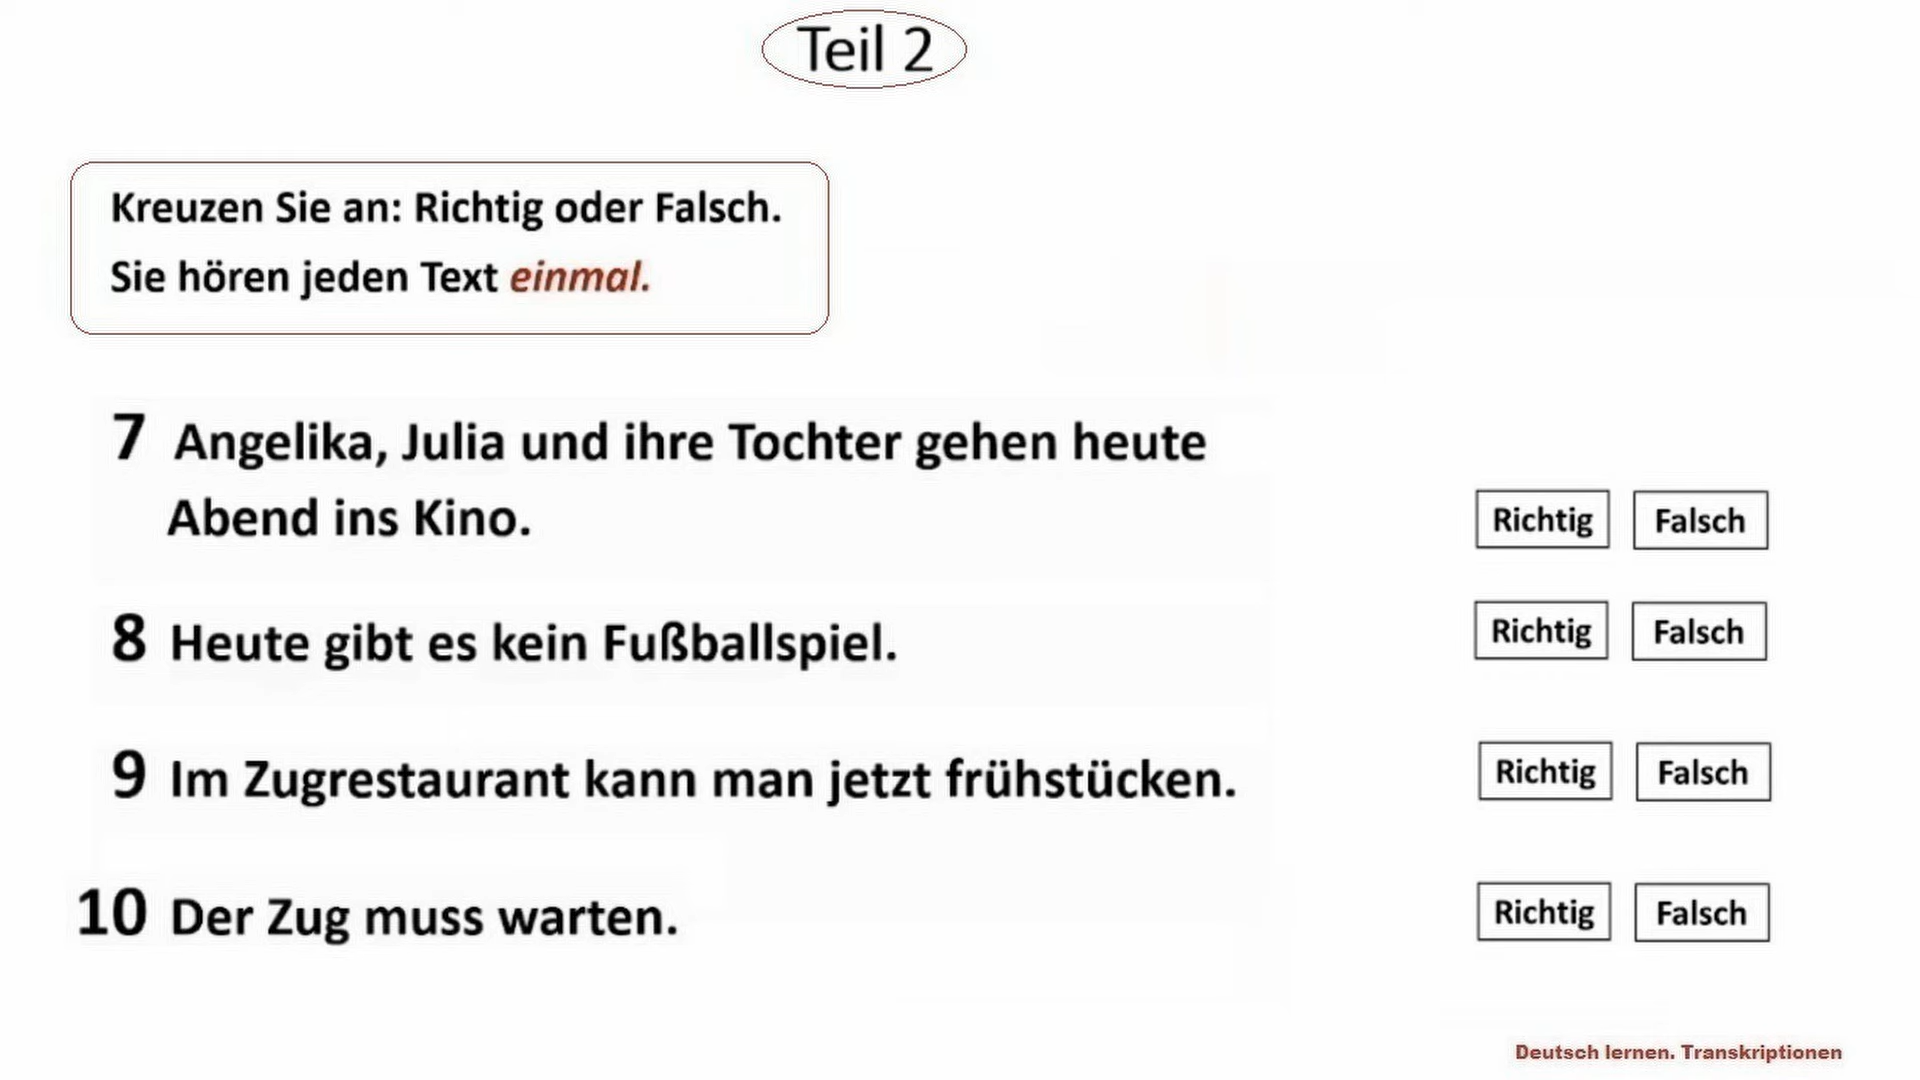 Teil 2
Kreuzen Sie an: Richtig oder Falsch.
Sie hören jeden Text einmal.
7 Angelika, Julia und ihre Tochter gehen heute
Abend ins Kino.
Richtig Falsch
8 Heute gibt es kein Fußballspiel.
Richtig Falsch
9 Im Zugrestaurant kann man jetzt frühstücken.
Richtig Falsch
10 Der Zug muss warten.
Richtig Falsch
Deutsch lernen. Transkriptionen